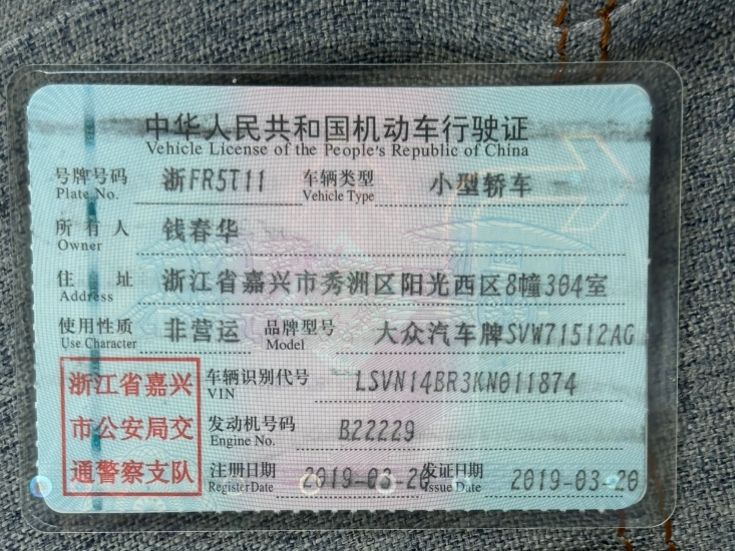 中华人民共和国机动车行驶证
Vehicle License of the People's Republic of China
号牌号码 浙FR5T11 车辆类型 小型轿车
Plate No. Vehicle Type
所有人 钱春华
Owner
住址 浙江省嘉兴市秀洲区阳光西区8幢304室
Address
使用性质 非营运 品牌型号 大众汽车牌SVW71512AG
Use Character Model
浙江省嘉兴 车辆识别代号 LSVN14BR3KN011874
VIN
市公安局交 发动机号码 B22229
Engine No.
通警察支队 注册日期 2019-03-20 发证日期 2019-03-20
Register Date Issue Date